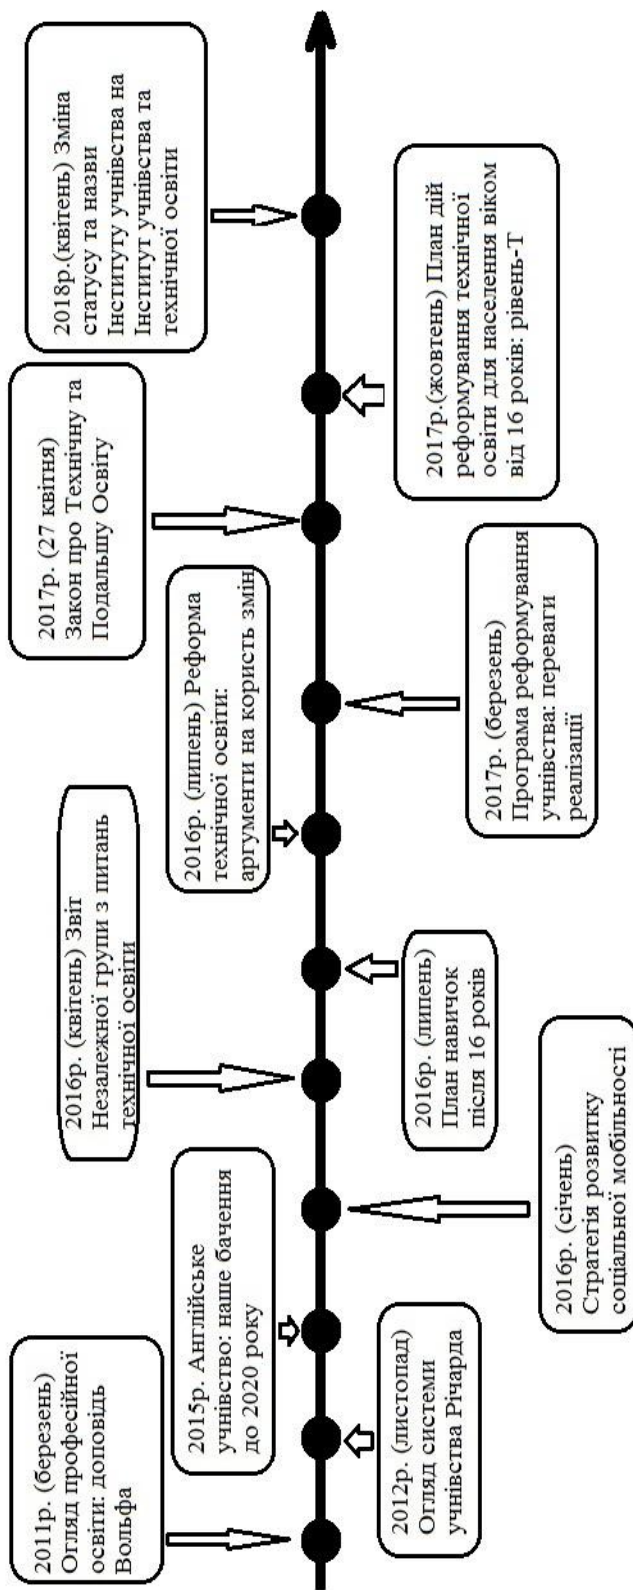 2011р. (березень)
Огляд професійної
освіти: доповідь
Вольфа
2012р. (листопад)
Огляд системи
учнівства Річарда
2015р. Англійське
учнівство: наше бачення
до 2020 року
2016р. (січень)
Стратегія розвитку
соціальної мобільності
2016р. (квітень) Звіт
Незалежної групи з питань
технічної освіти
2016р. (липень)
План навичок
після 16 років
2016р. (липень) Реформа
технічної освіти:
аргументи на користь змін
2017р. (березень)
Програма реформування
учнівства: переваги
реалізації
2017р. (27 квітня)
Закон про Технічну та
Подальшу Освіту
2017р.(жовтень) План дій
реформування технічної
освіти для населення віком
від 16 років: рівень-Т
2018р.(квітень) Зміна
статусу та назви
Інституту учнівства на
Інститут учнівства та
технічної освіти